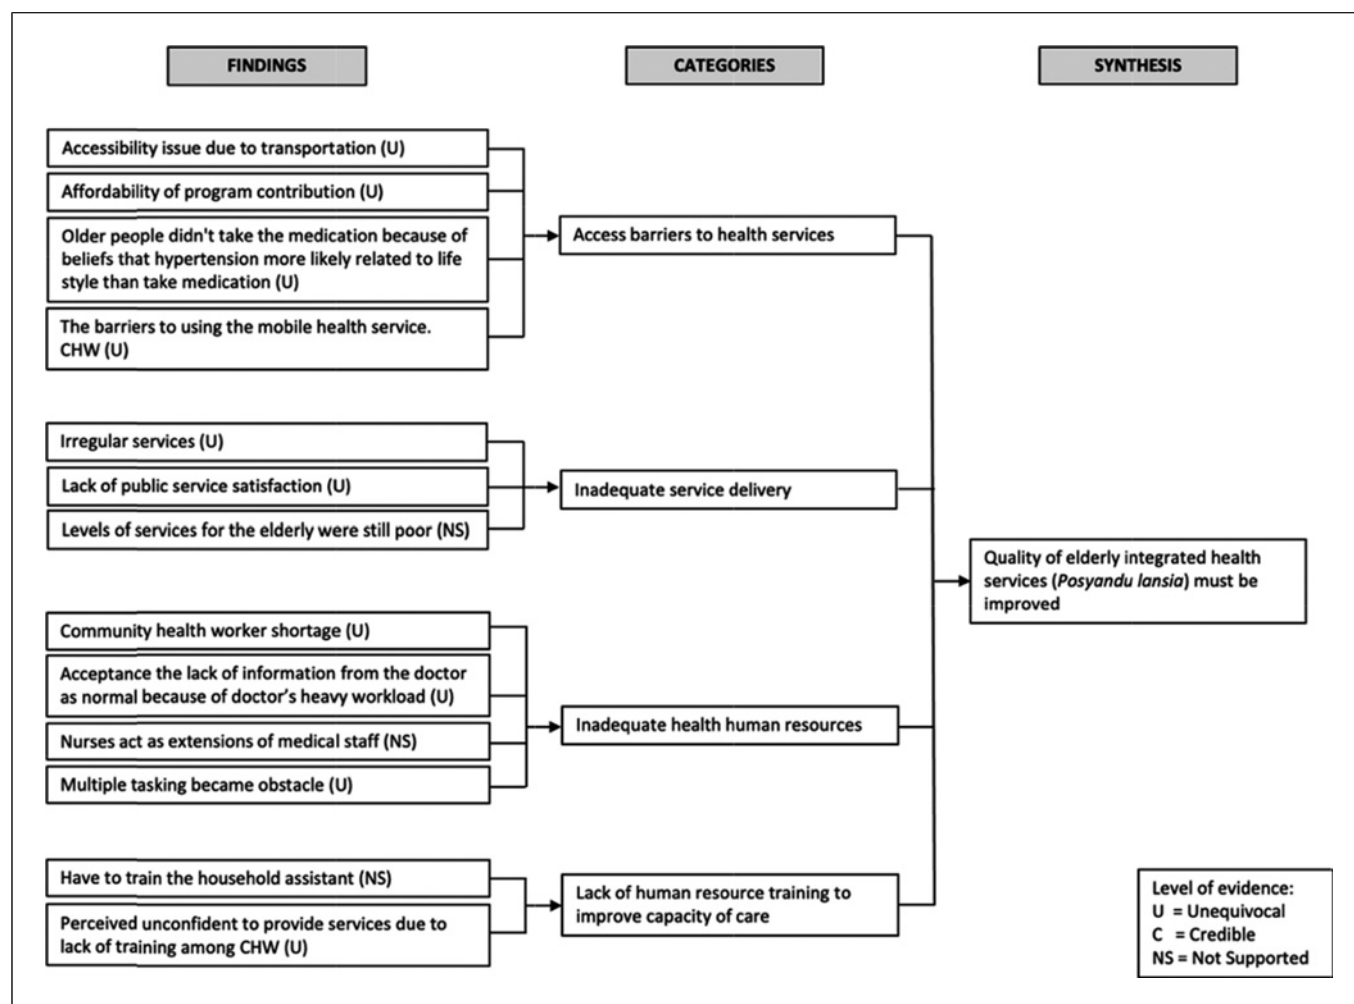 FINDINGS
CATEGORIES
SYNTHESIS
Accessibility issue due to transportation (U)
Affordability of program contribution (U)
Older people didn't take the medication because of
beliefs that hypertension more likely related to life
style than take medication (U)
The barriers to using the mobile health service.
CHW (U)
Access barriers to health services
Irregular services (U)
Lack of public service satisfaction (U)
Levels of services for the elderly were still poor (NS)
Inadequate service delivery
Community health worker shortage (U)
Acceptance the lack of information from the doctor
as normal because of doctor's heavy workload (U)
Nurses act as extensions of medical staff (NS)
Multiple tasking became obstacle (U)
Inadequate health human resources
Have to train the household assistant (NS)
Perceived unconfident to provide services due to
lack of training among CHW (U)
Lack of human resource training to
improve capacity of care
Quality of elderly integrated health
services (Posyandu lansia) must be
improved
Level of evidence:
U = Unequivocal
C = Credible
NS = Not Supported